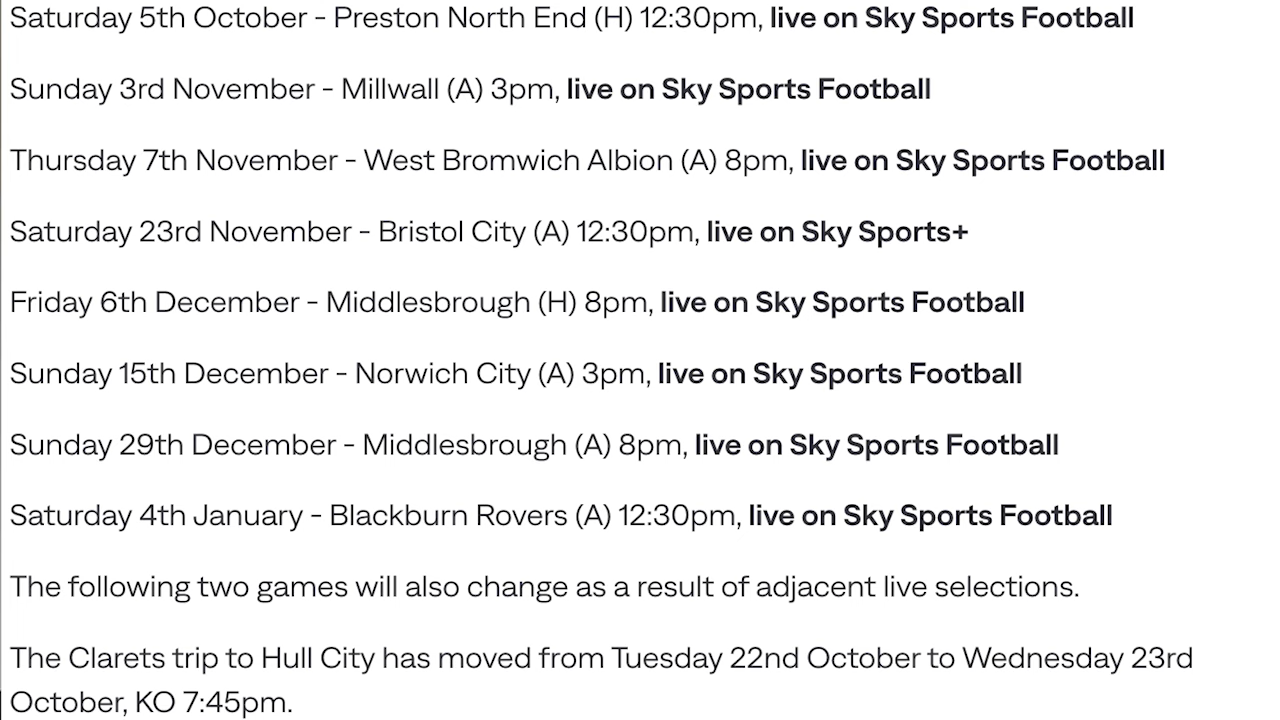 Saturday 5th October - Preston North End (H) 12:30pm, live on Sky Sports Football
Sunday 3rd November - Millwall (A) 3pm, live on Sky Sports Football
Thursday 7th November - West Bromwich Albion (A) 8pm, live on Sky Sports Football
Saturday 23rd November - Bristol City (A) 12:30pm, live on Sky Sports+
Friday 6th December - Middlesbrough (H) 8pm, live on Sky Sports Football
Sunday 15th December - Norwich City (A) 3pm, live on Sky Sports Football
Sunday 29th December - Middlesbrough (A) 8pm, live on Sky Sports Football
Saturday 4th January - Blackburn Rovers (A) 12:30pm, live on Sky Sports Football
The following two games will also change as a result of adjacent live selections.
The Clarets trip to Hull City has moved from Tuesday 22nd October to Wednesday 23rd
October, KO 7:45pm.